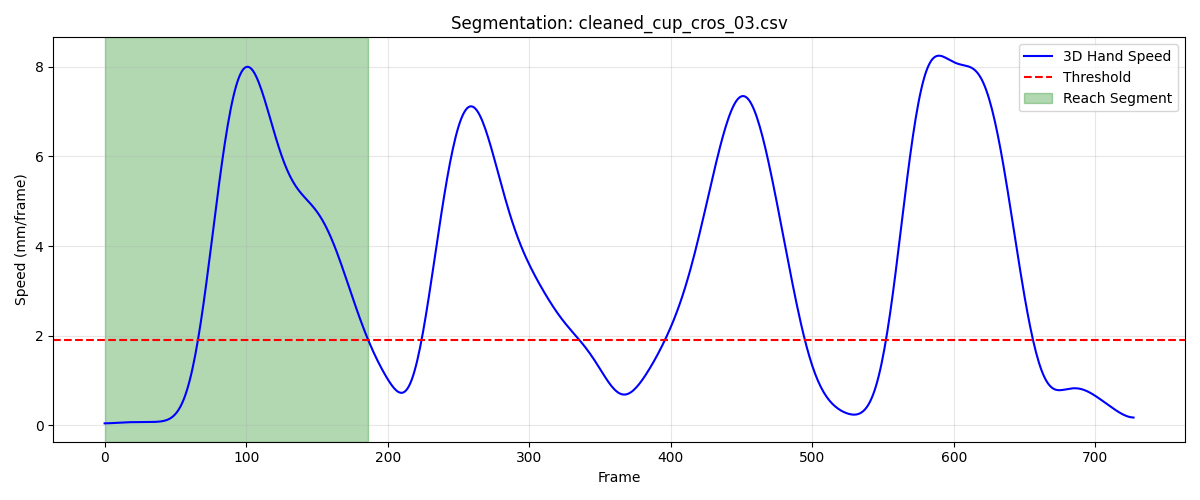 Segmentation: cleaned_cup_cros_03.csv
3D Hand Speed
Threshold
Reach Segment
Speed (mm/frame)
8
6
4
2
0
0 100 200 300 400 500 600 700
Frame